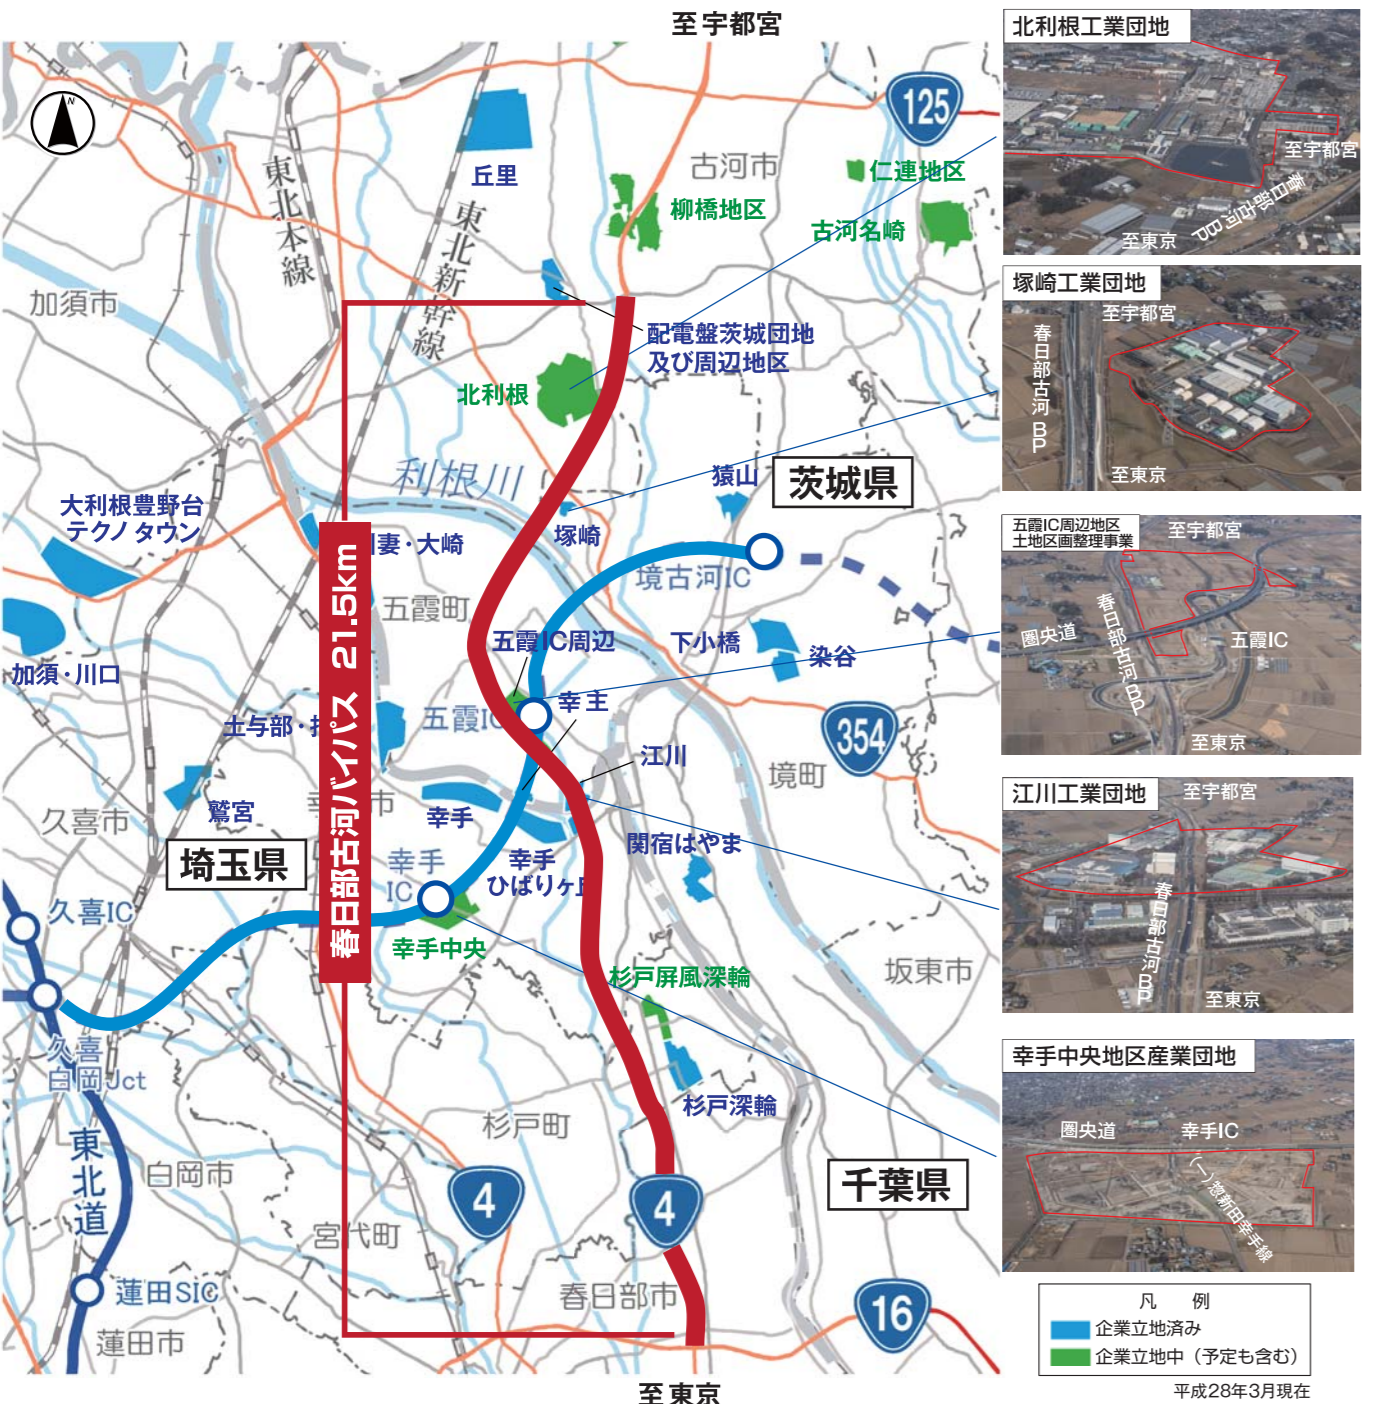 至宇都宮
N
125
東北本線
丘里
古河市
仁連地区
柳橋地区
古河名崎
東北新幹線
加須市
配電盤茨城団地
及び周辺地区
北利根
利根川
猿山
茨城県
大利根豊野台
テクノタウン
妻・大崎
塚崎
境古河IC
五霞町
五霞IC周辺
下小橋
染谷
加須・川口
幸主
土与部・
五霞IC
354
江川
境町
春日部古河バイパス 21.5km
鷲宮
市
久喜市
幸手
関宿はやま
埼玉県
幸手
IC
幸手
ひばりヶ丘
久喜IC
幸手中央
杉戸屏風深輪
坂東市
久喜
白岡Jct
杉戸深輪
杉戸町
東北道
白岡市
4
4
千葉県
宮代町
蓮田SIC
春日部市
16
蓮田市
至東京
北利根工業団地
至宇都宮
春日部古河BP
至東京
塚崎工業団地
至宇都宮
春日部古河BP
至東京
五霞IC周辺地区
土地区画整理事業
至宇都宮
圏央道
春日部古河BP
五霞IC
至東京
江川工業団地
至宇都宮
春日部古河BP
至東京
幸手中央地区産業団地
圏央道
幸手IC
(一)惣新田幸手線
凡 例
企業立地済み
企業立地中（予定も含む）
平成28年3月現在